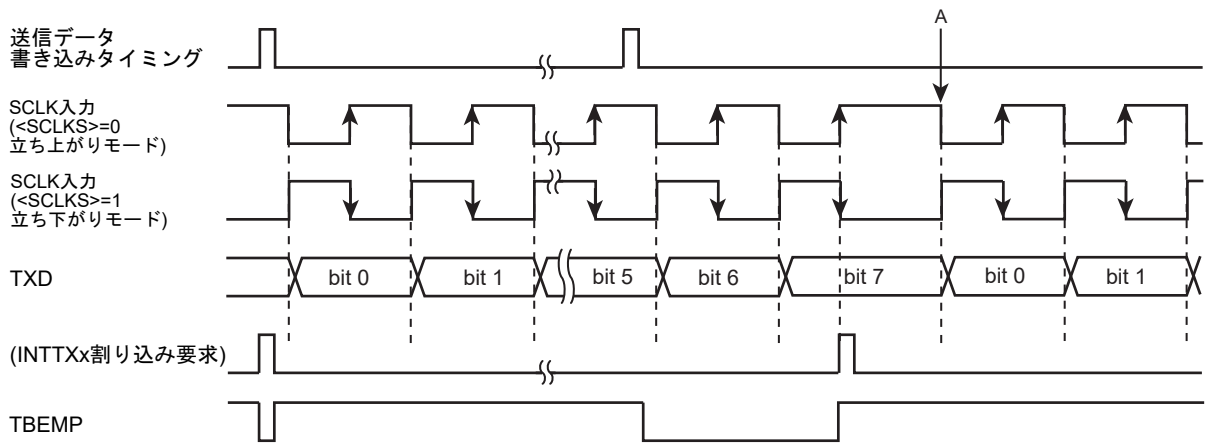 A
送信データ
書き込みタイミング
SCLK入力
(<SCLKS>=0
立ち上がりモード)
SCLK入力
(<SCLKS>=1
立ち下がりモード)
TXD
bit 0
bit 1
bit 5
bit 6
bit 7
bit 0
bit 1
(INTTXx割り込み要求)
TBEMP